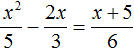 x²/5 − 2x/3 = (x + 5)/6